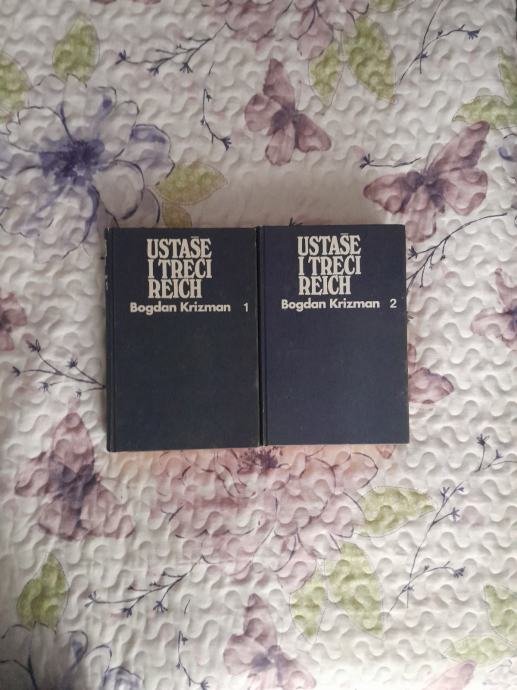 USTAŠE
I TREĆI
REICH
Bogdan Krizman 1
USTAŠE
I TREĆI
REICH
Bogdan Krizman 2